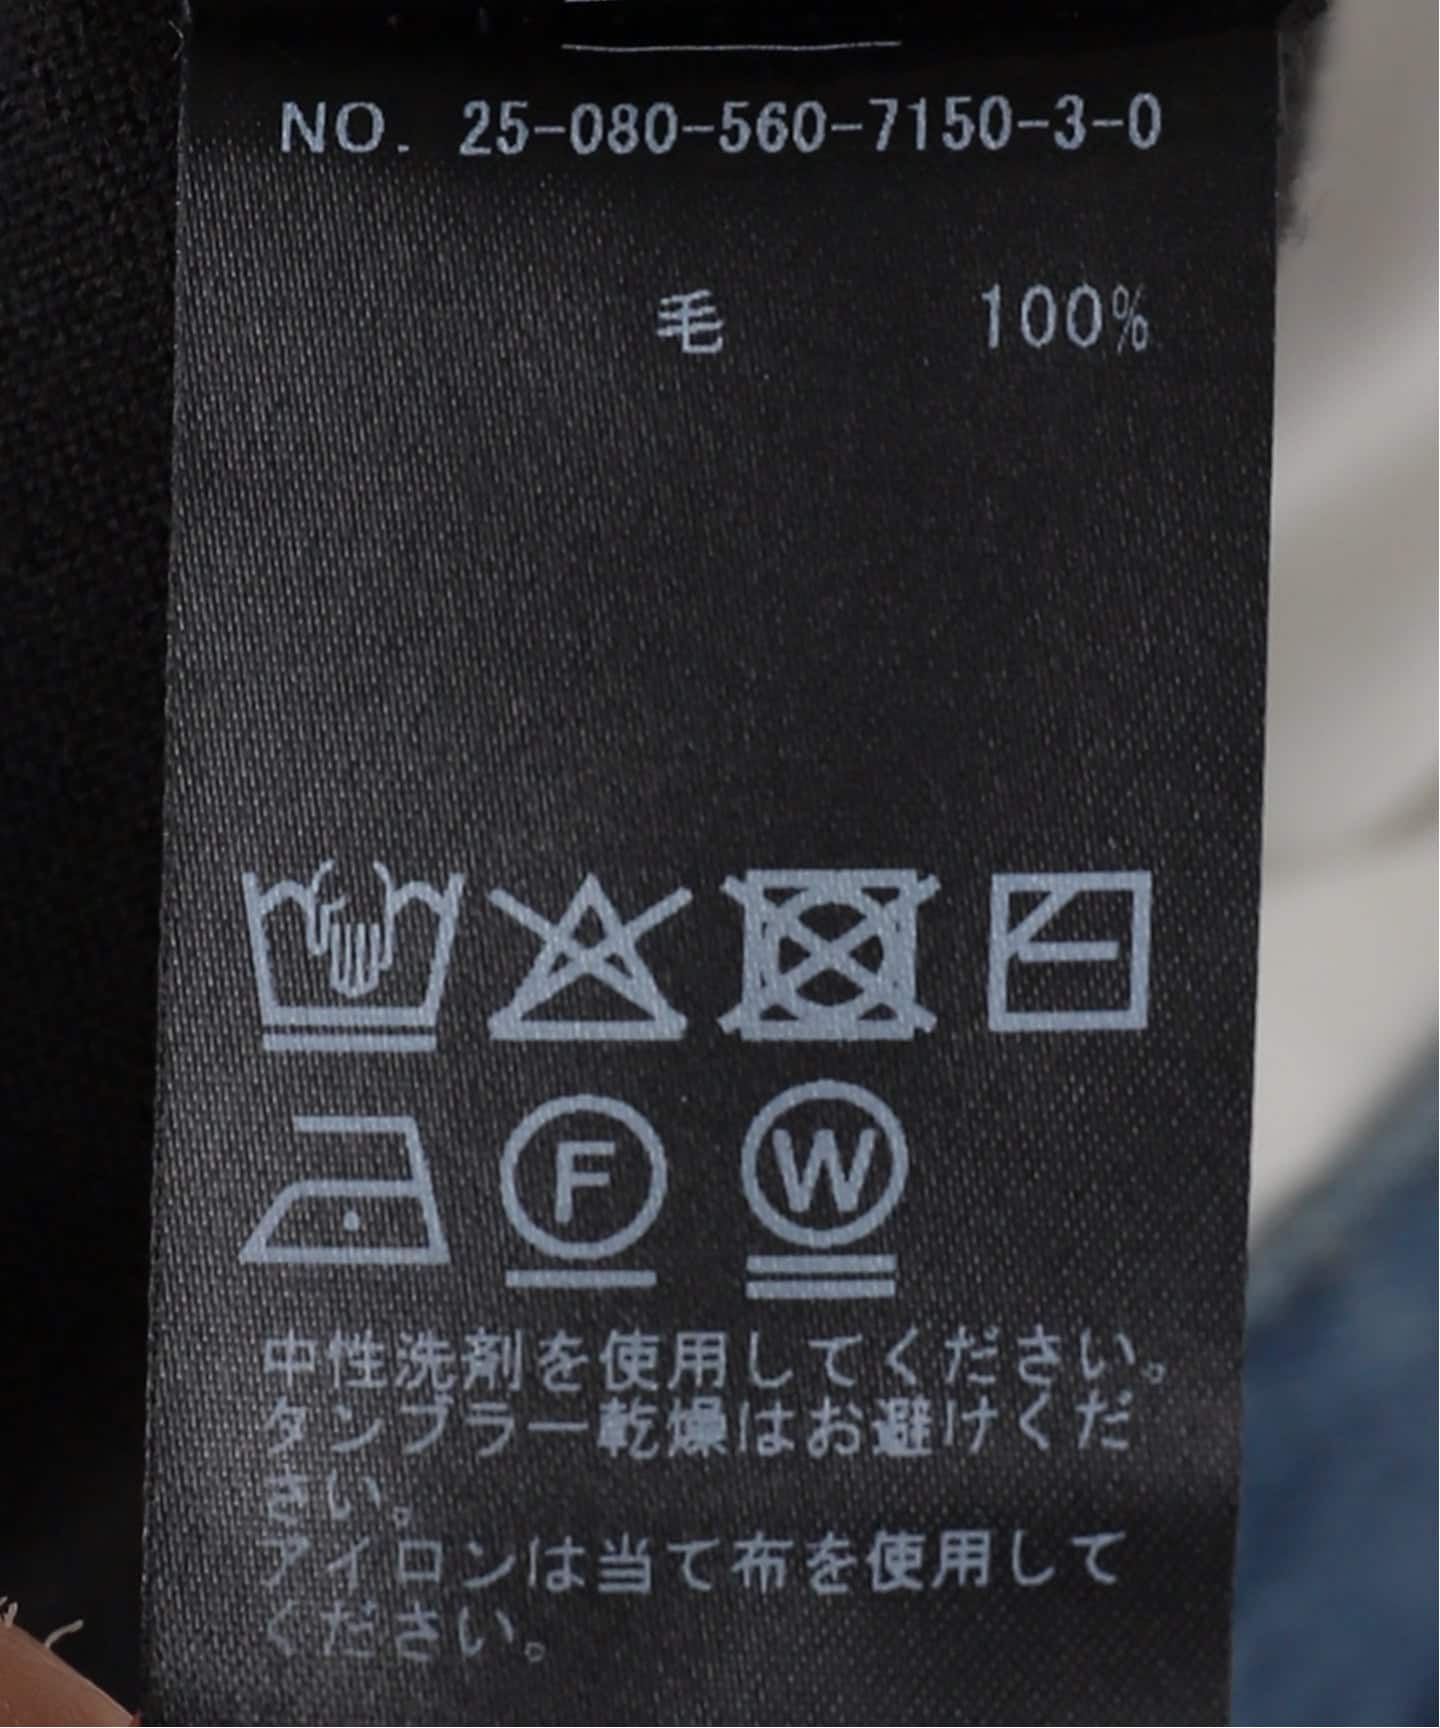 NO. 25-080-560-7150-3-0
毛 100%
F W
中性洗剤を使用してください。
タンブラー乾燥はお避けくだ
さい。
アイロンは当て布を使用して
ください。